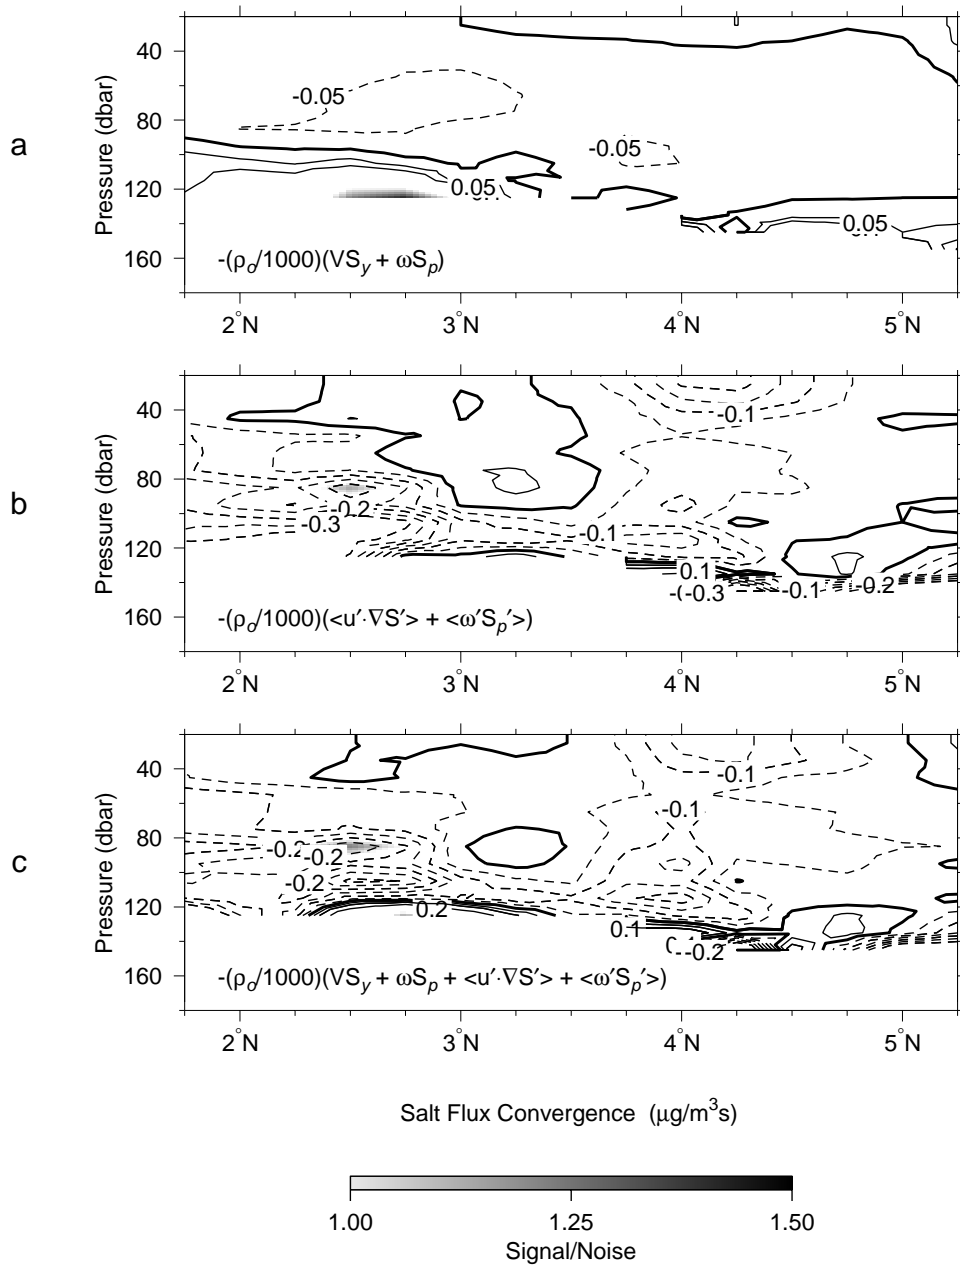 a
Pressure (dbar)
40
80
120
160
-0.05
-0.05
0.05
0.05
-(ρo/1000)(VSy + ωSp)
2°N
3°N
4°N
5°N
b
Pressure (dbar)
40
80
120
160
-0.1
-0.2
-0.3
-0.1
0.1
-0.3
-0.1
-0.2
-(ρo/1000)(<u′·∇S′> + <ω′Sp′>)
2°N
3°N
4°N
5°N
c
Pressure (dbar)
40
80
120
160
-0.1
-0.1
-0.2
-0.2
-0.2
0.2
0.1
-0.2
-(ρo/1000)(VSy + ωSp + <u′·∇S′> + <ω′Sp′>)
2°N
3°N
4°N
5°N
Salt Flux Convergence (μg/m³s)
1.00
1.25
1.50
Signal/Noise